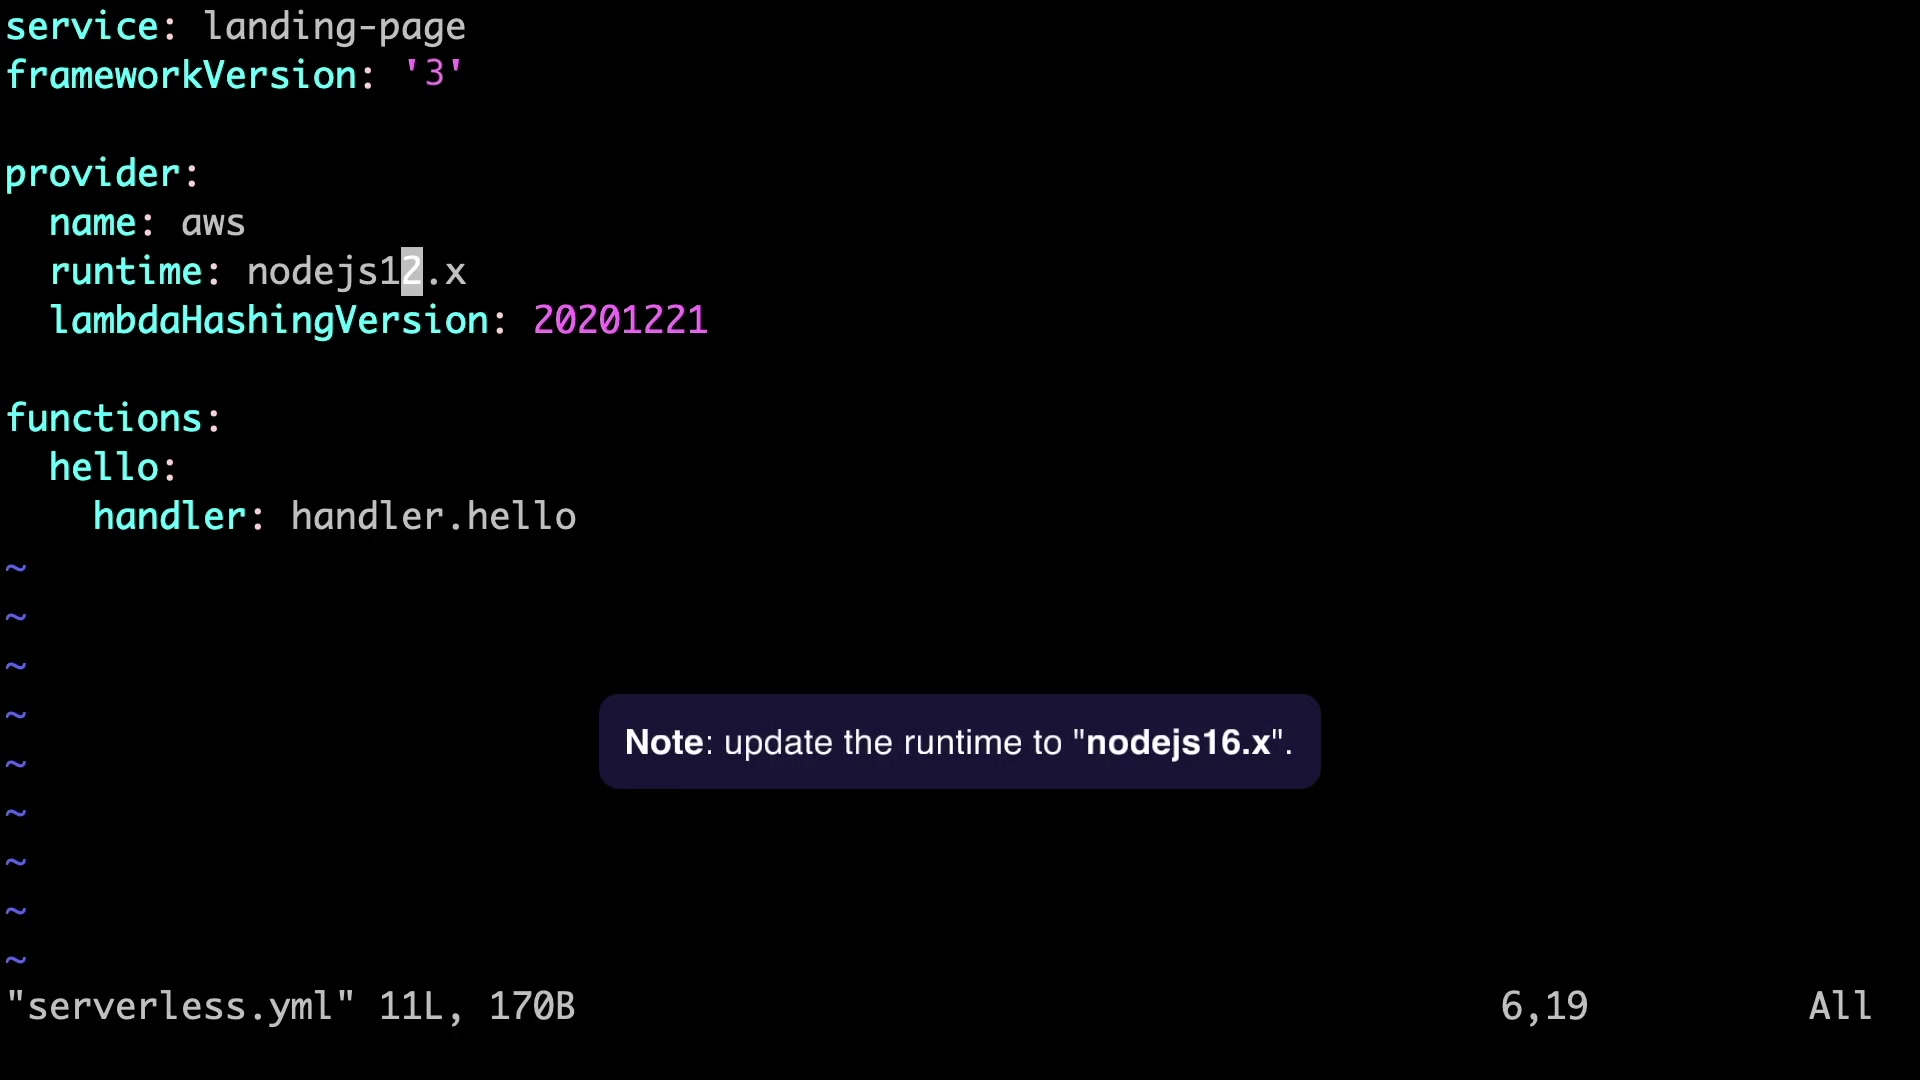 service: landing-page
frameworkVersion: '3'
provider:
  name: aws
  runtime: nodejs12.x
  lambdaHashingVersion: 20201221
functions:
  hello:
    handler: handler.hello
~
~
~
~
~
~
~
~
~
Note: update the runtime to "nodejs16.x".
"serverless.yml" 11L, 170B 6,19 All